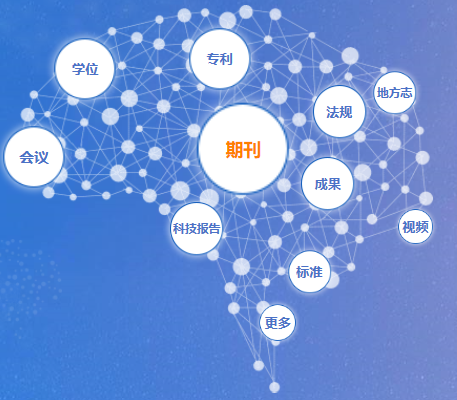 专利
学位
地方志
法规
期刊
会议
成果
科技报告
视频
标准
更多